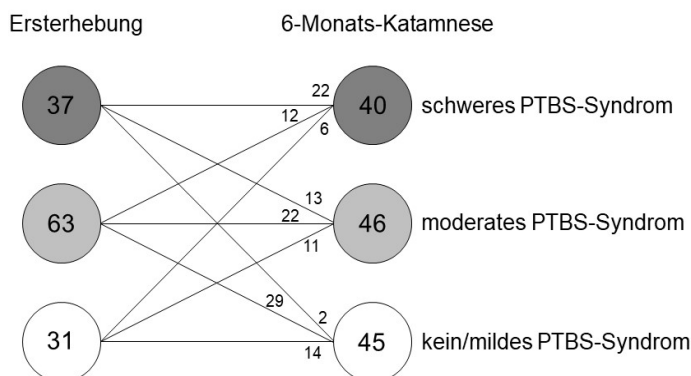 Ersterhebung 6-Monats-Katamnese
37 22 40 schweres PTBS-Syndrom
12
6
13
63 22 46 moderates PTBS-Syndrom
11
29
2
31 14 45 kein/mildes PTBS-Syndrom